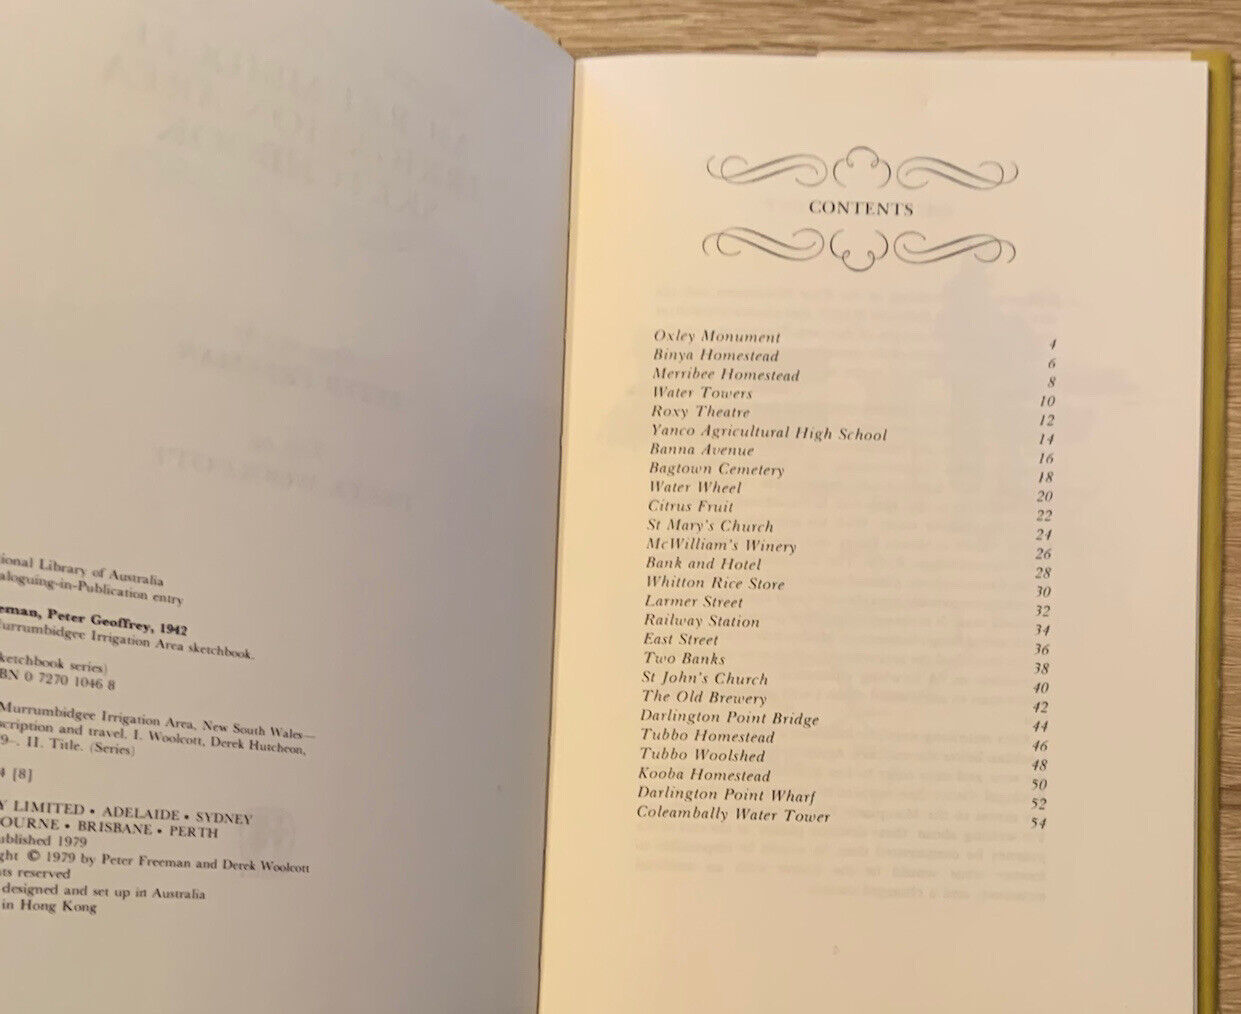 ional Library of Australia
aloguing-in-Publication entry
eman, Peter Geoffrey, 1942
urrumbidgee Irrigation Area sketchbook.
ketchbook series)
BN 0 7270 1046 8
Murrumbidgee Irrigation Area, New South Wales—
scription and travel. I. Woolcott, Derek Hutcheon,
9–. II. Title. (Series)
4 [8]
Y LIMITED • ADELAIDE • SYDNEY
OURNE • BRISBANE • PERTH
ublished 1979
ght © 1979 by Peter Freeman and Derek Woolcott
ts reserved
designed and set up in Australia
in Hong Kong
CONTENTS
Oxley Monument 4
Binya Homestead 6
Merribee Homestead 8
Water Towers 10
Roxy Theatre 12
Yanco Agricultural High School 14
Banna Avenue 16
Bagtown Cemetery 18
Water Wheel 20
Citrus Fruit 22
St Mary's Church 24
McWilliam's Winery 26
Bank and Hotel 28
Whitton Rice Store 30
Larmer Street 32
Railway Station 34
East Street 36
Two Banks 38
St John's Church 40
The Old Brewery 42
Darlington Point Bridge 44
Tubbo Homestead 46
Tubbo Woolshed 48
Kooba Homestead 50
Darlington Point Wharf 52
Coleambally Water Tower 54